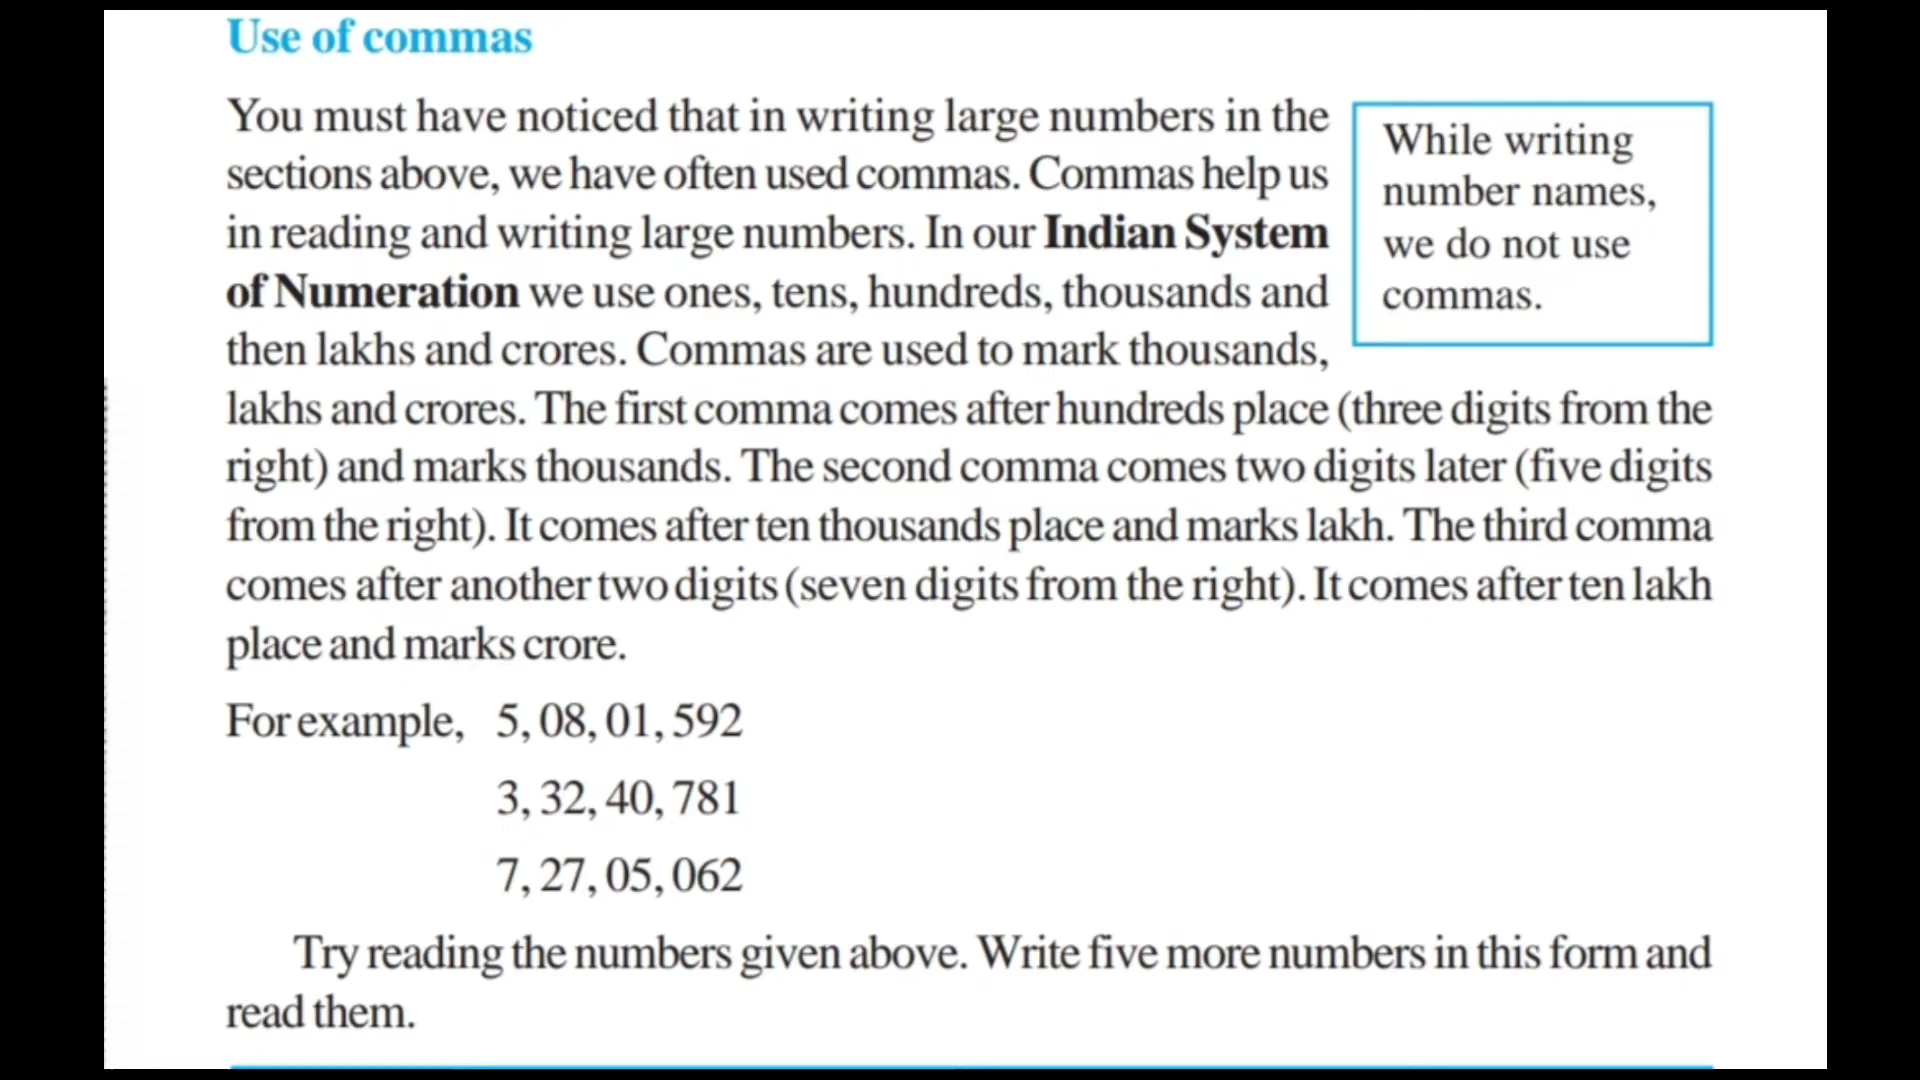 Use of commas
You must have noticed that in writing large numbers in the
sections above, we have often used commas. Commas help us
in reading and writing large numbers. In our Indian System
of Numeration we use ones, tens, hundreds, thousands and
then lakhs and crores. Commas are used to mark thousands,
While writing
number names,
we do not use
commas.
lakhs and crores. The first comma comes after hundreds place (three digits from the
right) and marks thousands. The second comma comes two digits later (five digits
from the right). It comes after ten thousands place and marks lakh. The third comma
comes after another two digits (seven digits from the right). It comes after ten lakh
place and marks crore.
For example, 5, 08, 01, 592
3, 32, 40, 781
7, 27, 05, 062
Try reading the numbers given above. Write five more numbers in this form and
read them.